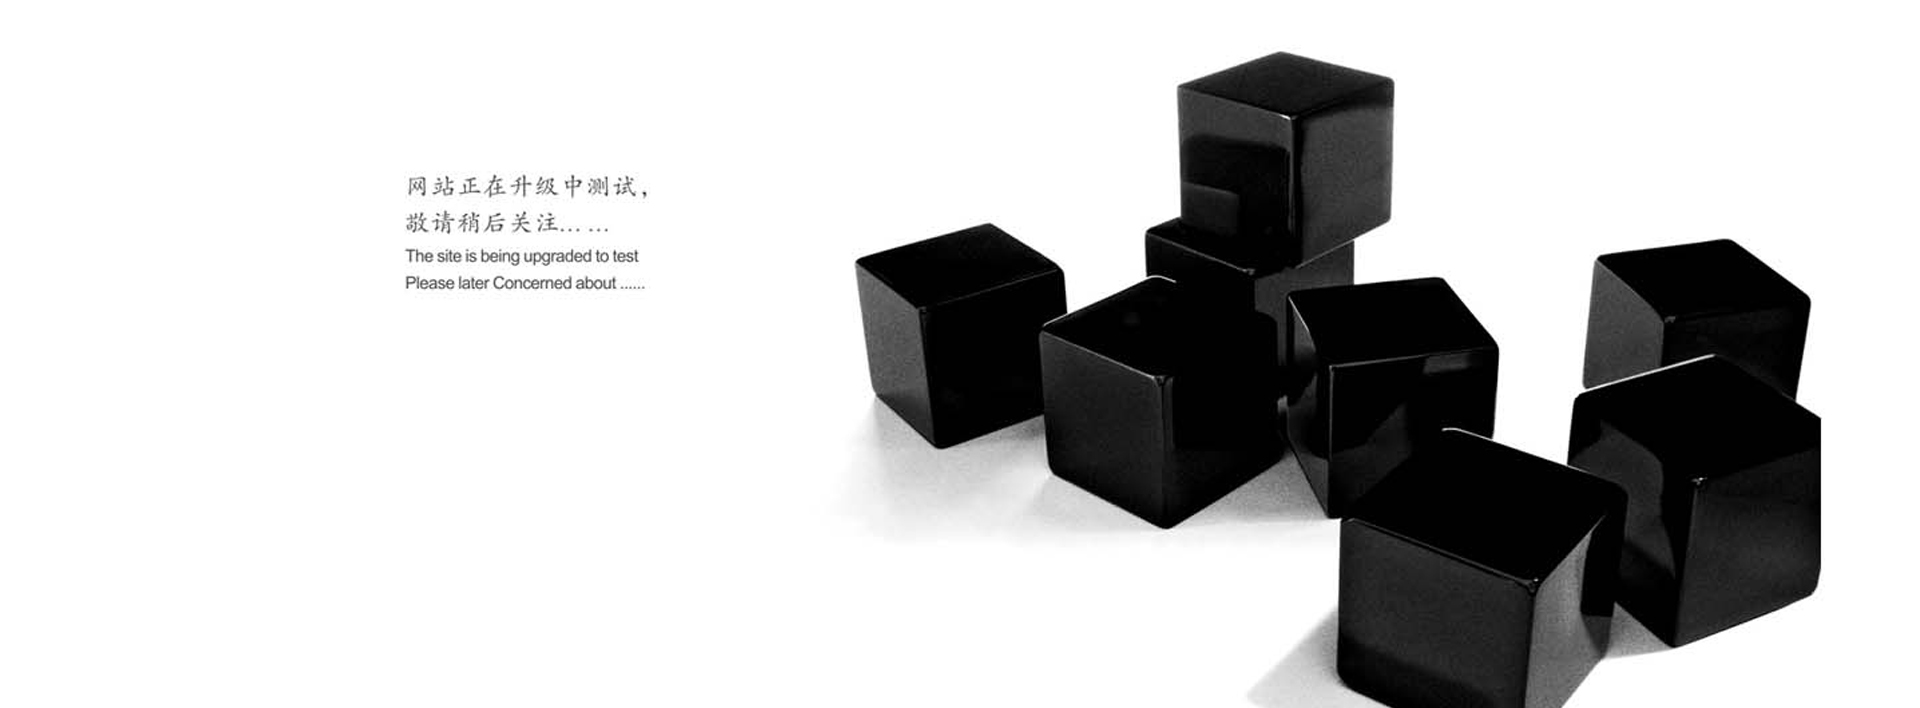 网站正在升级中测试，
敬请稍后关注... ...
The site is being upgraded to test
Please later Concerned about ......